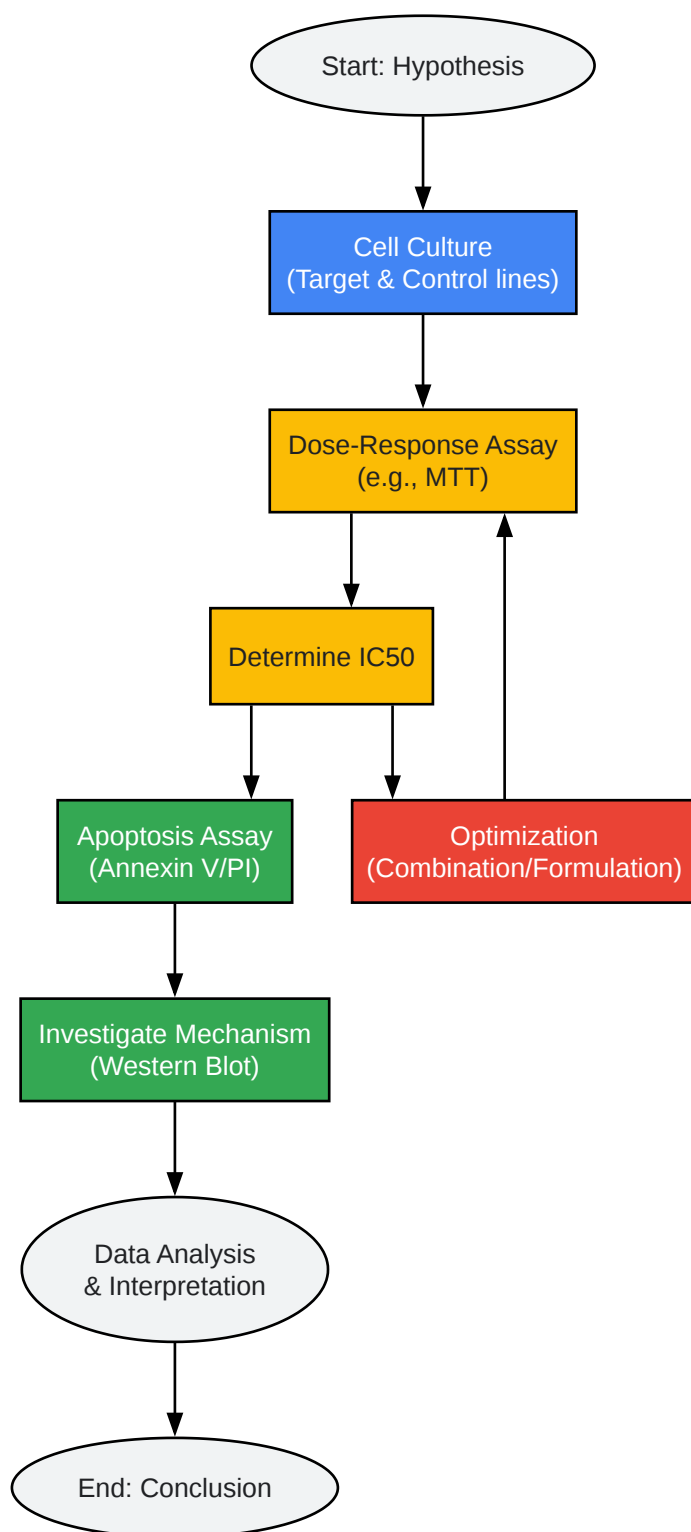 Start: Hypothesis
Cell Culture
(Target & Control lines)
Dose-Response Assay
(e.g., MTT)
Determine IC50
Apoptosis Assay
(Annexin V/PI)
Optimization
(Combination/Formulation)
Investigate Mechanism
(Western Blot)
Data Analysis
& Interpretation
End: Conclusion